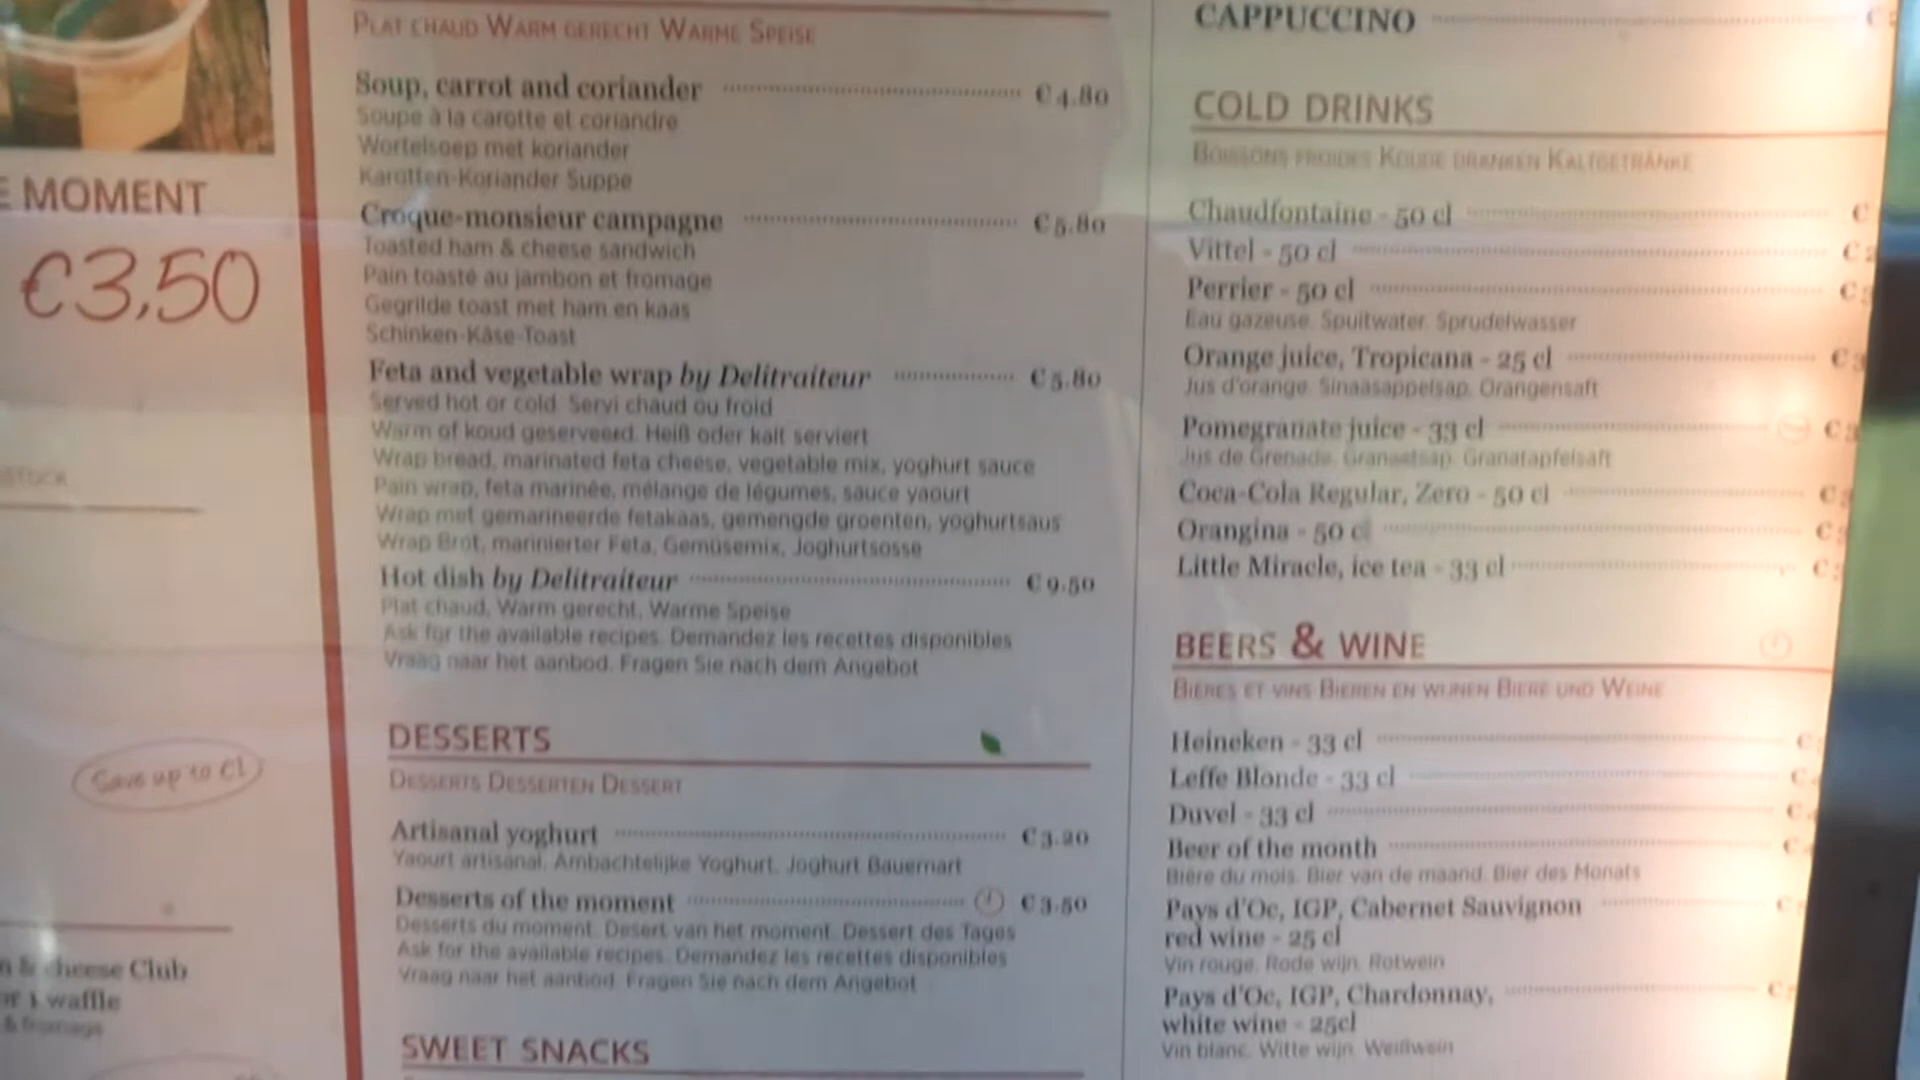 E MOMENT
€3,50
Save up to €1
& cheese Club
or 1 waffle
& fromage
PLAT CHAUD WARM GERECHT WARME SPEISE
Soup, carrot and coriander €4.80
Soupe à la carotte et coriandre
Wortelsoep met koriander
Karotten-Koriander Suppe
Croque-monsieur campagne €5.80
Toasted ham & cheese sandwich
Pain toasté au jambon et fromage
Gegrilde toast met ham en kaas
Schinken-Käse-Toast
Feta and vegetable wrap by Delitraiteur €5.80
Served hot or cold. Servi chaud ou froid
Warm of koud geserveerd. Heiß oder kalt serviert
Wrap bread, marinated feta cheese, vegetable mix, yoghurt sauce
Pain wrap, feta marinée, mélange de légumes, sauce yaourt
Wrap met gemarineerde fetakaas, gemengde groenten, yoghurtsaus
Wrap Brot, marinierter Feta, Gemüsemix, Joghurtsosse
Hot dish by Delitraiteur €9.50
Plat chaud, Warm gerecht, Warme Speise
Ask for the available recipes. Demandez les recettes disponibles
Vraag naar het aanbod. Fragen Sie nach dem Angebot
DESSERTS
DESSERTS DESSERTEN DESSERT
Artisanal yoghurt €3.20
Yaourt artisanal. Ambachtelijke Yoghurt. Joghurt Bauernart
Desserts of the moment €3.50
Desserts du moment. Desert van het moment. Dessert des Tages
Ask for the available recipes. Demandez les recettes disponibles
Vraag naar het aanbod. Fragen Sie nach dem Angebot
SWEET SNACKS
CAPPUCCINO €
COLD DRINKS
BOISSONS FROIDES KOUDE DRANKEN KALTGETRÄNKE
Chaudfontaine - 50 cl €
Vittel - 50 cl €
Perrier - 50 cl €
Eau gazeuse. Spuitwater. Sprudelwasser
Orange juice, Tropicana - 25 cl €
Jus d'orange. Sinaasappelsap. Orangensaft
Pomegranate juice - 33 cl €
Jus de Grenade. Granaatsap. Granatapfelsaft
Coca-Cola Regular, Zero - 50 cl €
Orangina - 50 cl €
Little Miracle, ice tea - 33 cl €
BEERS & WINE
BIÈRES ET VINS BIEREN EN WIJNEN BIERE UND WEINE
Heineken - 33 cl €
Leffe Blonde - 33 cl €
Duvel - 33 cl €
Beer of the month €
Bière du mois. Bier van de maand. Bier des Monats
Pays d'Oc, IGP, Cabernet Sauvignon €
red wine - 25 cl
Vin rouge. Rode wijn. Rotwein
Pays d'Oc, IGP, Chardonnay, €
white wine - 25cl
Vin blanc. Witte wijn. Weißwein